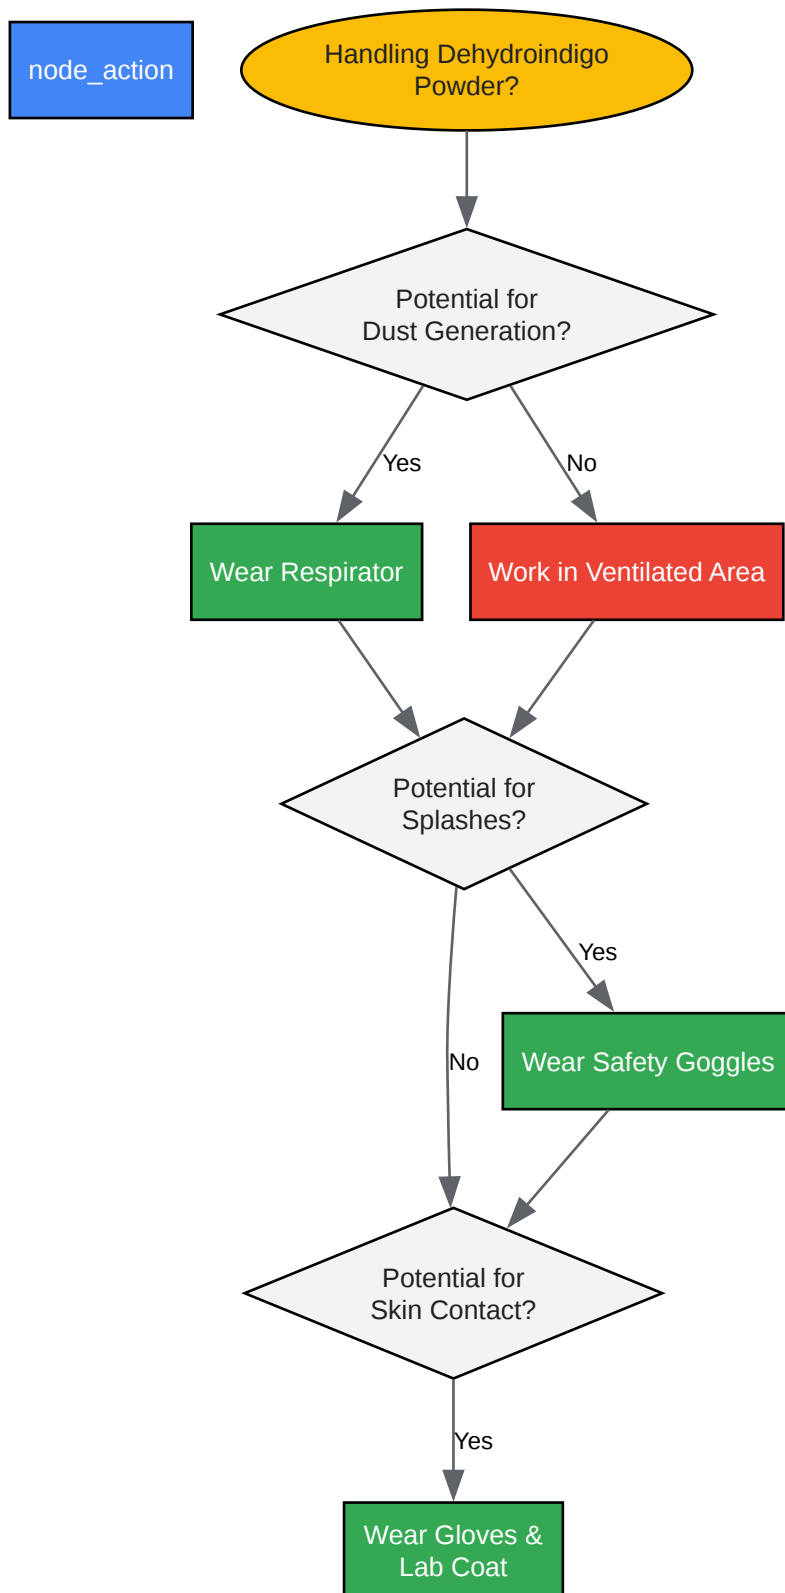 node_action
Handling Dehydroindigo
Powder?
Potential for
Dust Generation?
Yes
No
Wear Respirator
Work in Ventilated Area
Potential for
Splashes?
Yes
No
Wear Safety Goggles
Potential for
Skin Contact?
Yes
Wear Gloves &
Lab Coat